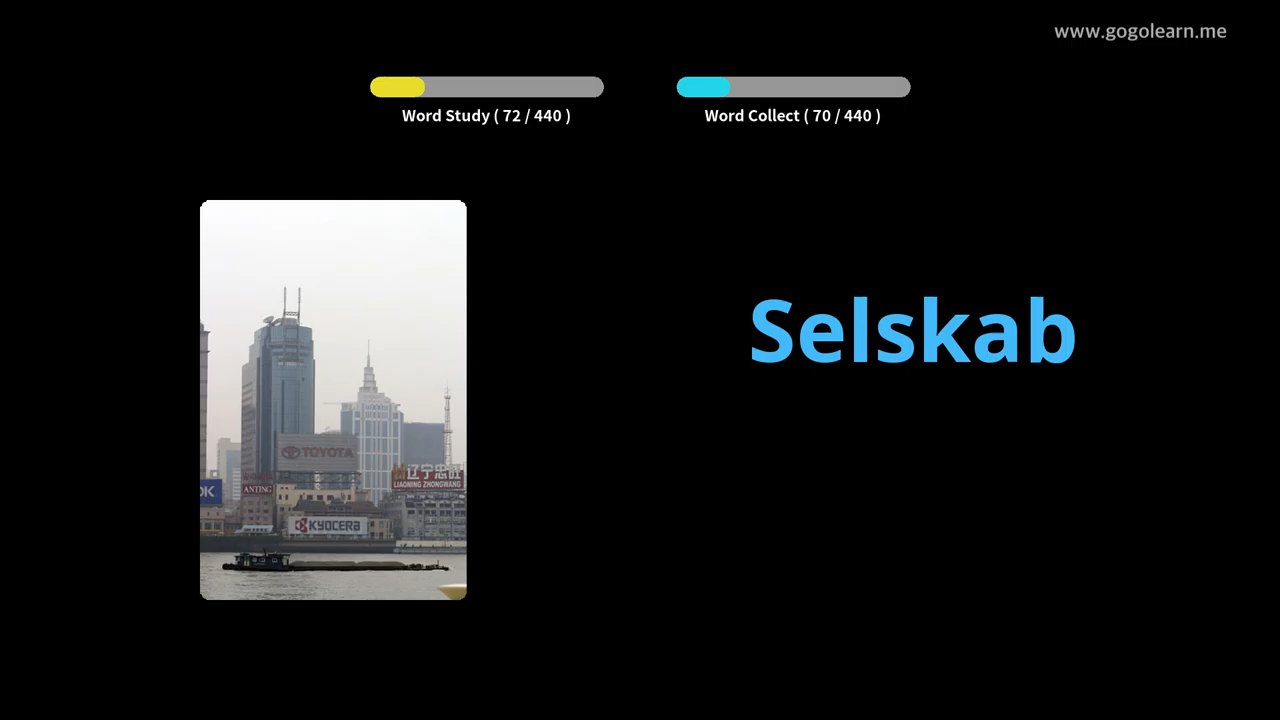 www.gogolearn.me
Word Study ( 72 / 440 )
Word Collect ( 70 / 440 )
Selskab
TOYOTA
辽宁忠旺
LIAONING ZHONGWANG
OK
ANTING
KYOCERA